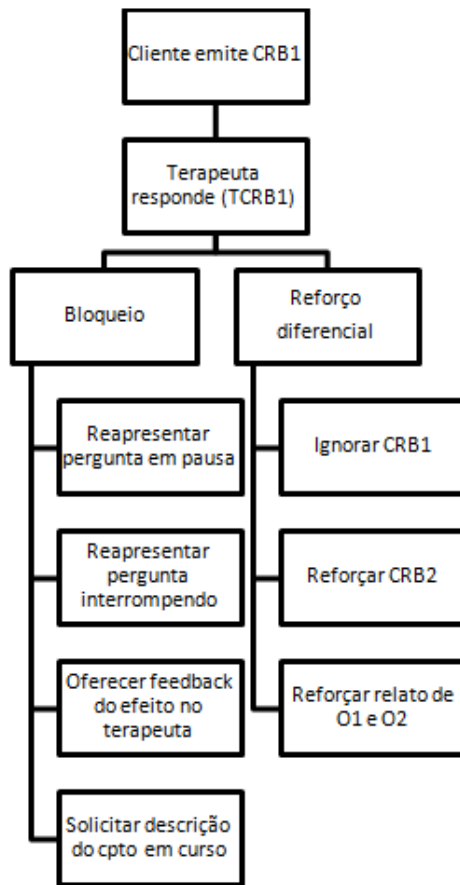 Cliente emite CRB1
Terapeuta
responde (TCRB1)
Bloqueio
Reapresentar
pergunta em pausa
Reapresentar
pergunta
interrompendo
Oferecer feedback
do efeito no
terapeuta
Solicitar descrição
do cpto em curso
Reforço
diferencial
Ignorar CRB1
Reforçar CRB2
Reforçar relato de
O1 e O2